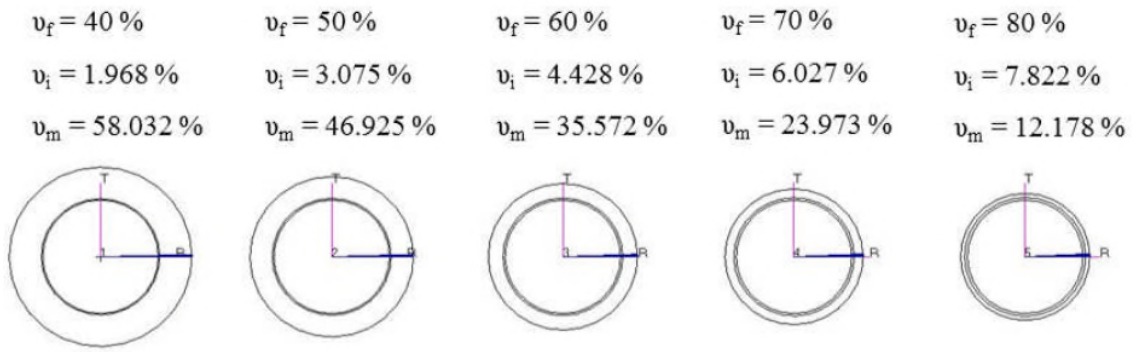 υf = 40 %
υi = 1.968 %
υm = 58.032 %
T
1
R
υf = 50 %
υi = 3.075 %
υm = 46.925 %
T
2
R
υf = 60 %
υi = 4.428 %
υm = 35.572 %
T
3
R
υf = 70 %
υi = 6.027 %
υm = 23.973 %
T
4
R
υf = 80 %
υi = 7.822 %
υm = 12.178 %
T
5
R